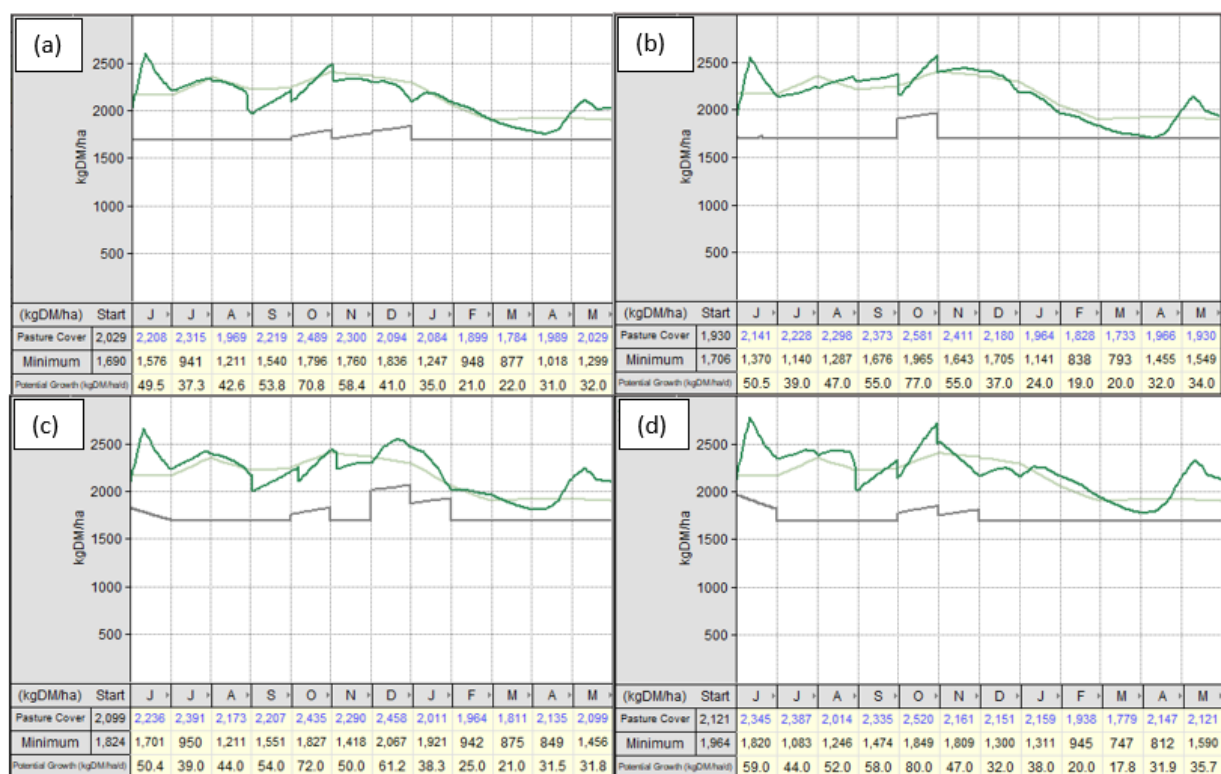 (a)
2500
2000
1500
1000
500
kgDM/ha
(kgDM/ha) Start J J A S O N D J F M A M
Pasture Cover 2,029 2,208 2,315 1,969 2,219 2,489 2,300 2,094 2,084 1,899 1,784 1,989 2,029
Minimum 1,690 1,576 941 1,211 1,540 1,796 1,760 1,836 1,247 948 877 1,018 1,299
Potential Growth (kgDM/ha/d) 49.5 37.3 42.6 53.8 70.8 58.4 41.0 35.0 21.0 22.0 31.0 32.0
(b)
2500
2000
1500
1000
500
kgDM/ha
(kgDM/ha) Start J J A S O N D J F M A M
Pasture Cover 1,930 2,141 2,228 2,298 2,373 2,581 2,411 2,180 1,964 1,828 1,733 1,966 1,930
Minimum 1,706 1,370 1,140 1,287 1,676 1,965 1,643 1,705 1,141 838 793 1,455 1,549
Potential Growth (kgDM/ha/d) 50.5 39.0 47.0 55.0 77.0 55.0 37.0 24.0 19.0 20.0 32.0 34.0
(c)
2500
2000
1500
1000
500
kgDM/ha
(kgDM/ha) Start J J A S O N D J F M A M
Pasture Cover 2,099 2,236 2,391 2,173 2,207 2,435 2,290 2,458 2,011 1,964 1,811 2,135 2,099
Minimum 1,824 1,701 950 1,211 1,551 1,827 1,418 2,067 1,921 942 875 849 1,456
Potential Growth (kgDM/ha/d) 50.4 39.0 44.0 54.0 72.0 50.0 61.2 38.3 25.0 21.0 31.5 31.8
(d)
2500
2000
1500
1000
500
kgDM/ha
(kgDM/ha) Start J J A S O N D J F M A M
Pasture Cover 2,121 2,345 2,387 2,014 2,335 2,520 2,161 2,151 2,159 1,938 1,779 2,147 2,121
Minimum 1,964 1,820 1,083 1,246 1,474 1,849 1,809 1,300 1,311 945 747 812 1,590
Potential Growth (kgDM/ha/d) 59.0 44.0 52.0 58.0 80.0 47.0 32.0 38.0 20.0 17.8 31.9 35.7